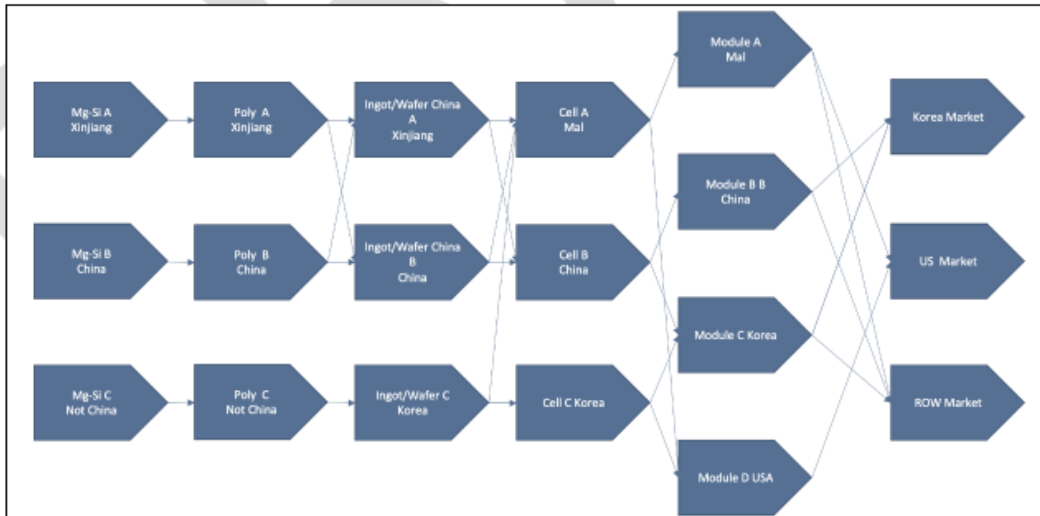 Mg-Si A
Xinjiang
Poly A
Xinjiang
Ingot/Wafer China
A
Xinjiang
Cell A
Mal
Module A
Mal
Korea Market
Mg-Si B
China
Poly B
China
Ingot/Wafer China
B
China
Cell B
China
Module B B
China
US Market
Mg-Si C
Not China
Poly C
Not China
Ingot/Wafer C
Korea
Cell C Korea
Module C Korea
Module D USA
ROW Market